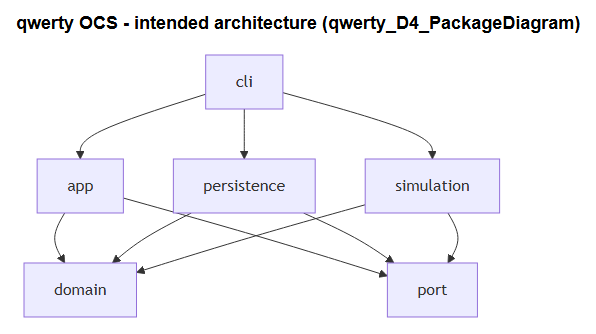 qwerty OCS - intended architecture (qwerty_D4_PackageDiagram)
cli
app
persistence
simulation
domain
port